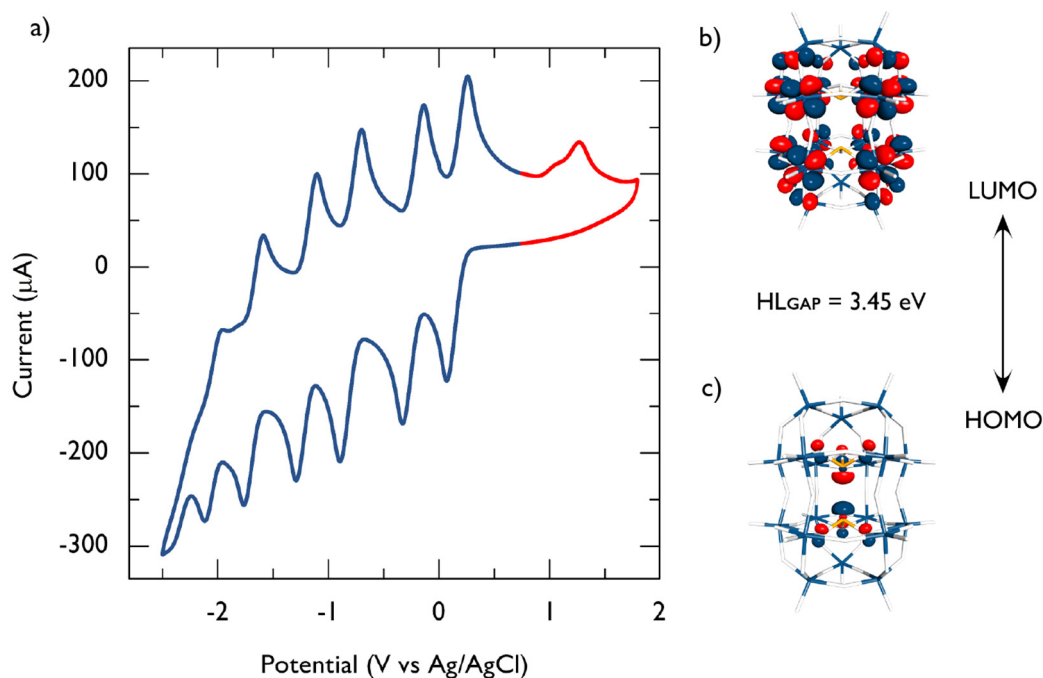 a)
Current (µA)
200
100
0
-100
-200
-300
-2
-1
0
1
2
Potential (V vs Ag/AgCl)
b)
LUMO
HLGAP = 3.45 eV
c)
HOMO